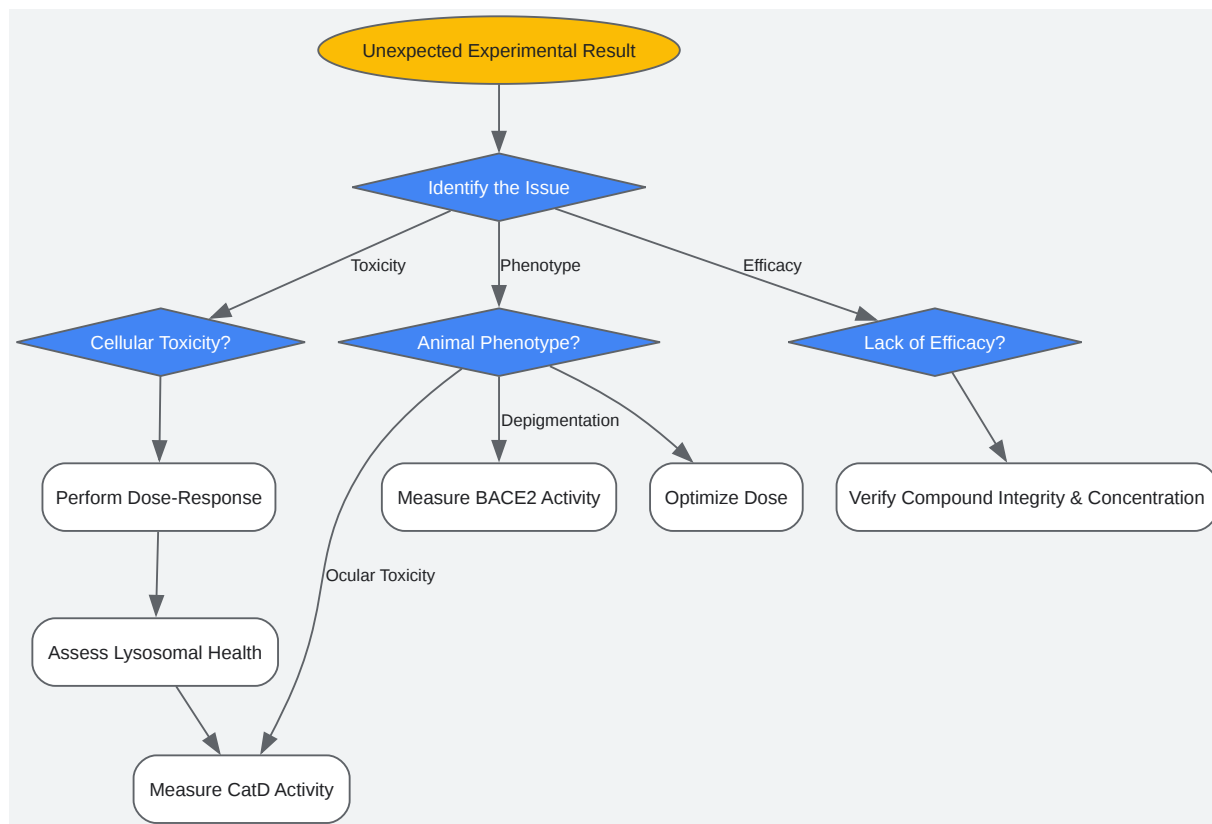 Unexpected Experimental Result
Identify the Issue
Toxicity
Phenotype
Efficacy
Cellular Toxicity?
Animal Phenotype?
Lack of Efficacy?
Depigmentation
Perform Dose-Response
Measure BACE2 Activity
Optimize Dose
Verify Compound Integrity & Concentration
Ocular Toxicity
Assess Lysosomal Health
Measure CatD Activity